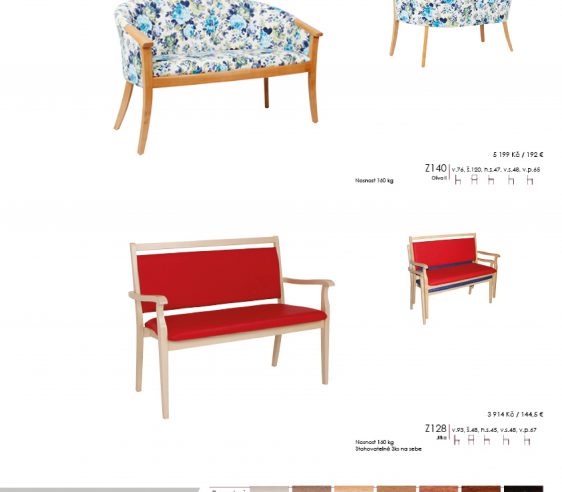 5 199 Kč / 192 €
Z140 v.76, š.120, h.s.47, v.s.48, v.p.65
Nosnost 160 kg
3 914 Kč / 144,5 €
Z128 v.93, š.48, h.s.45, v.s.48, v.p.67
Nosnost 160 kg
Stohovatelné 3ks na sebe